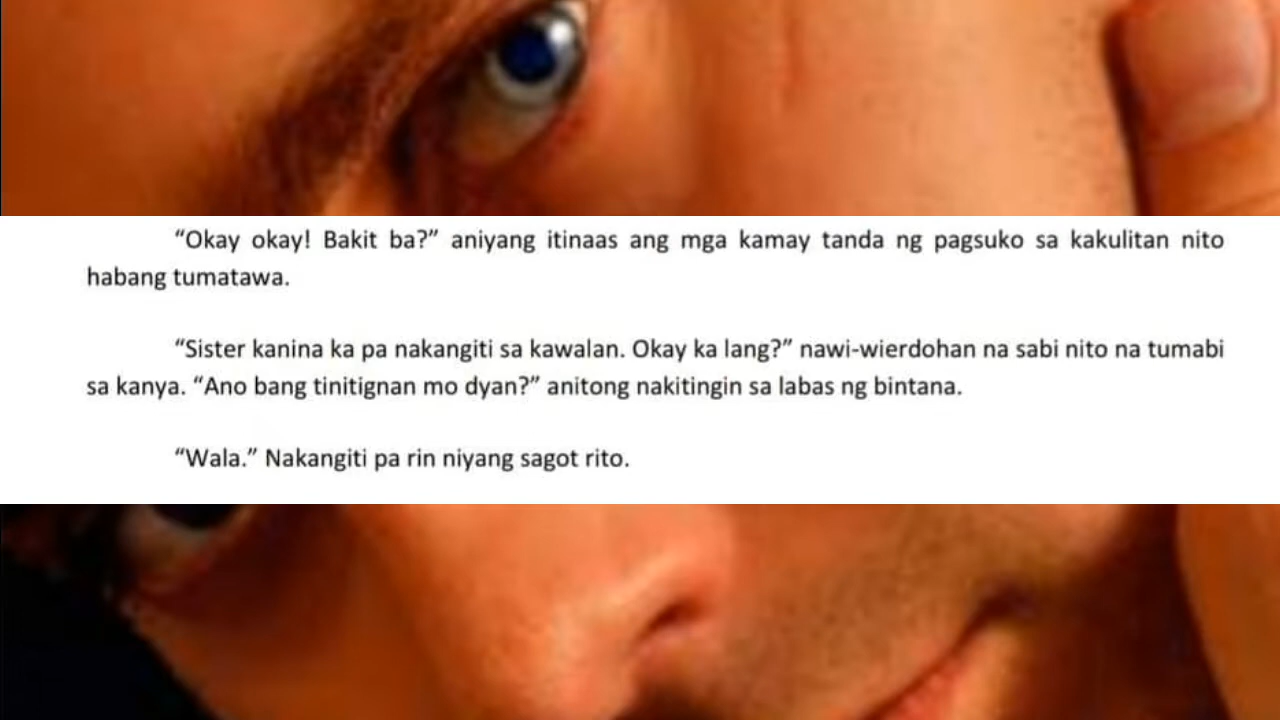 “Okay okay! Bakit ba?” aniyang itinaas ang mga kamay tanda ng pagsuko sa kakulitan nito
habang tumatawa.
“Sister kanina ka pa nakangiti sa kawalan. Okay ka lang?” nawi-wierdohan na sabi nito na tumabi
sa kanya. “Ano bang tinitignan mo dyan?” anitong nakitingin sa labas ng bintana.
“Wala.” Nakangiti pa rin niyang sagot rito.